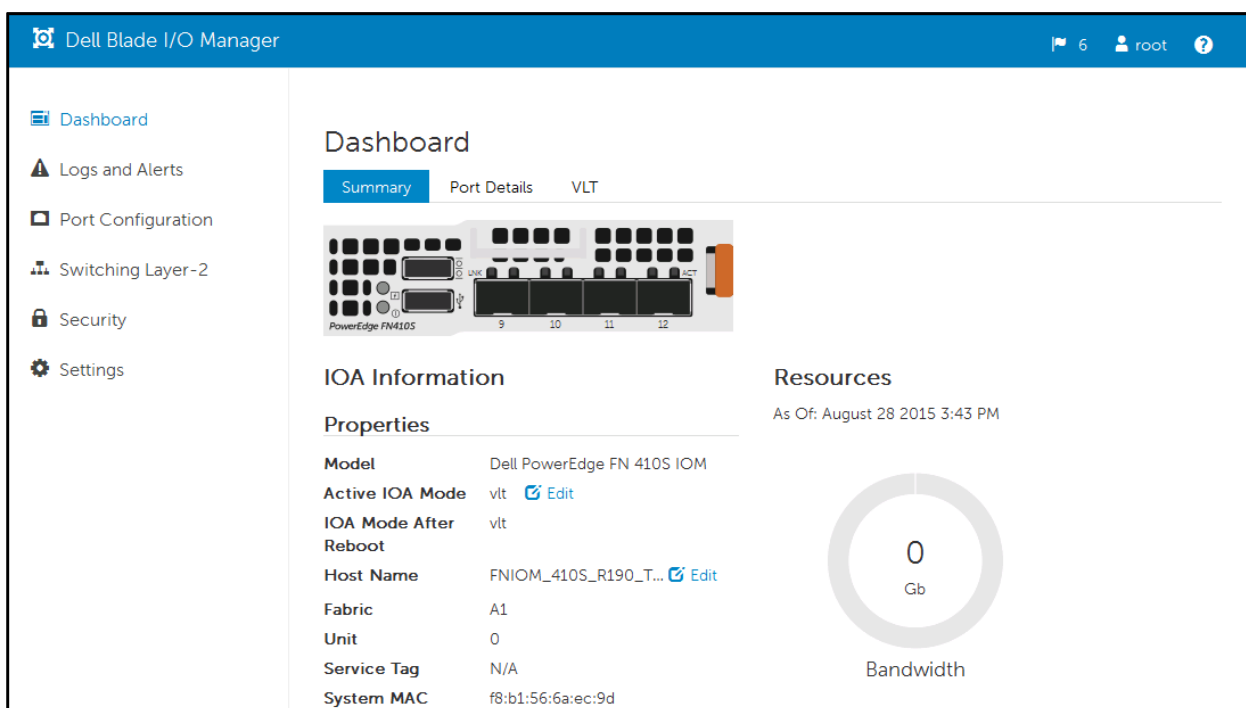 Dell Blade I/O Manager
6 root ?
Dashboard
Logs and Alerts
Port Configuration
Switching Layer-2
Security
Settings
Dashboard
Summary Port Details VLT
LNK ACT
PowerEdge FN410S 9 10 11 12
IOA Information
Properties
Model Dell PowerEdge FN 410S IOM
Active IOA Mode vlt Edit
IOA Mode After Reboot vlt
Host Name FNIOM_410S_R190_T... Edit
Fabric A1
Unit 0
Service Tag N/A
System MAC f8:b1:56:6a:ec:9d
Resources
As Of: August 28 2015 3:43 PM
0
Gb
Bandwidth